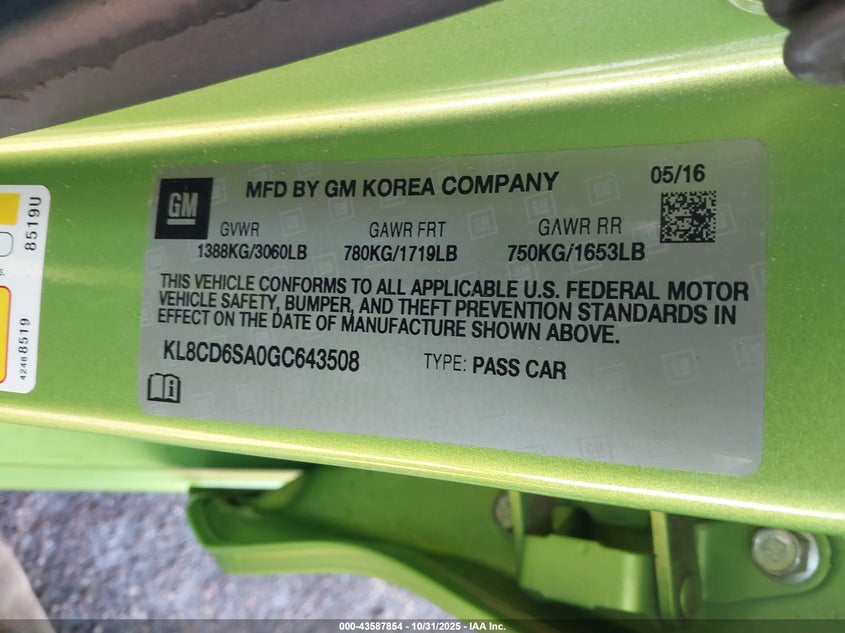 GM
MFD BY GM KOREA COMPANY
05/16
GVWR GAWR FRT GAWR RR
1388KG/3060LB 780KG/1719LB 750KG/1653LB
THIS VEHICLE CONFORMS TO ALL APPLICABLE U.S. FEDERAL MOTOR
VEHICLE SAFETY, BUMPER, AND THEFT PREVENTION STANDARDS IN
EFFECT ON THE DATE OF MANUFACTURE SHOWN ABOVE.
KL8CD6SA0GC643508 TYPE: PASS CAR
8519U
42488519
000-43587854 - 10/31/2025 - IAA Inc.